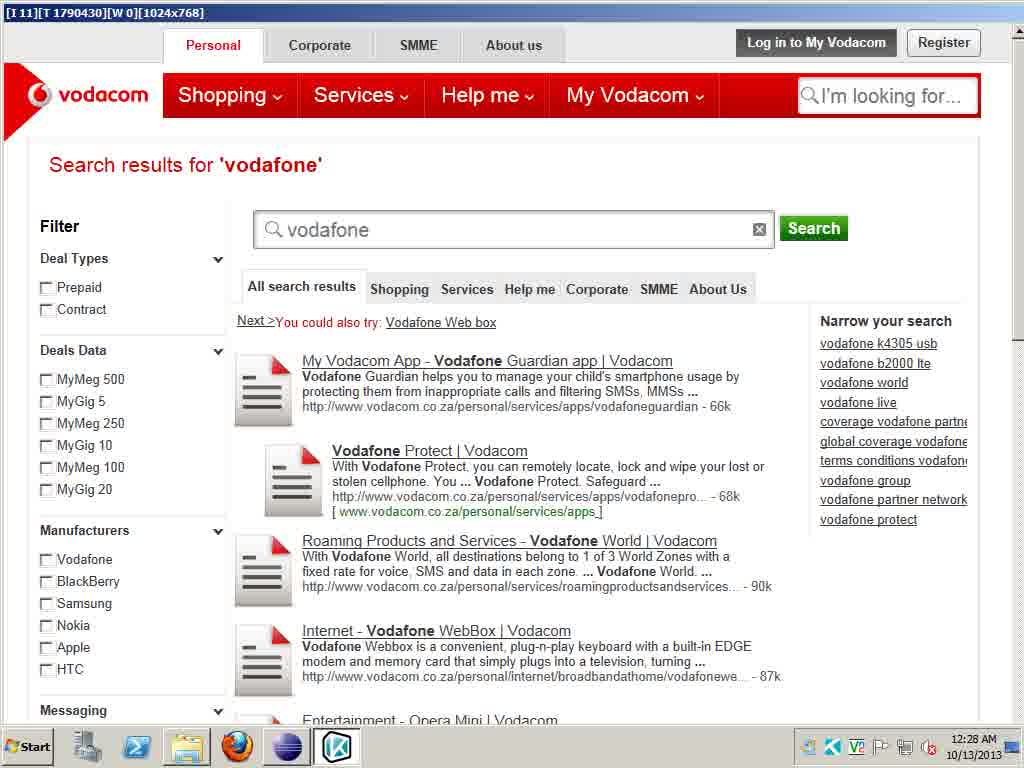 [I 11][T 1790430][W 0][1024x768]
Personal Corporate SMME About us Log in to My Vodacom Register
vodacom Shopping Services Help me My Vodacom I'm looking for...
Search results for 'vodafone'
Filter
Deal Types
Prepaid
Contract
Deals Data
MyMeg 500
MyGig 5
MyMeg 250
MyGig 10
MyMeg 100
MyGig 20
Manufacturers
Vodafone
BlackBerry
Samsung
Nokia
Apple
HTC
Messaging
vodafone Search
All search results Shopping Services Help me Corporate SMME About Us
Next >You could also try: Vodafone Web box
My Vodacom App - Vodafone Guardian app | Vodacom
Vodafone Guardian helps you to manage your child's smartphone usage by
protecting them from inappropriate calls and filtering SMSs, MMSs ...
http://www.vodacom.co.za/personal/services/apps/vodafoneguardian - 66k
Vodafone Protect | Vodacom
With Vodafone Protect. you can remotely locate, lock and wipe your lost or
stolen cellphone. You ... Vodafone Protect. Safeguard ...
http://www.vodacom.co.za/personal/services/apps/vodafonepro... - 68k
[ www.vodacom.co.za/personal/services/apps ]
Roaming Products and Services - Vodafone World | Vodacom
With Vodafone World, all destinations belong to 1 of 3 World Zones with a
fixed rate for voice, SMS and data in each zone. ... Vodafone World. ...
http://www.vodacom.co.za/personal/services/roamingproductsandservices... - 90k
Internet - Vodafone WebBox | Vodacom
Vodafone Webbox is a convenient, plug-n-play keyboard with a built-in EDGE
modem and memory card that simply plugs into a television, turning ...
http://www.vodacom.co.za/personal/internet/broadbandathome/vodafonewe... - 87k
Entertainment - Opera Mini | Vodacom
Narrow your search
vodafone k4305 usb
vodafone b2000 lte
vodafone world
vodafone live
coverage vodafone partne
global coverage vodafone
terms conditions vodafon
vodafone group
vodafone partner network
vodafone protect
Start
12:28 AM
10/13/2013